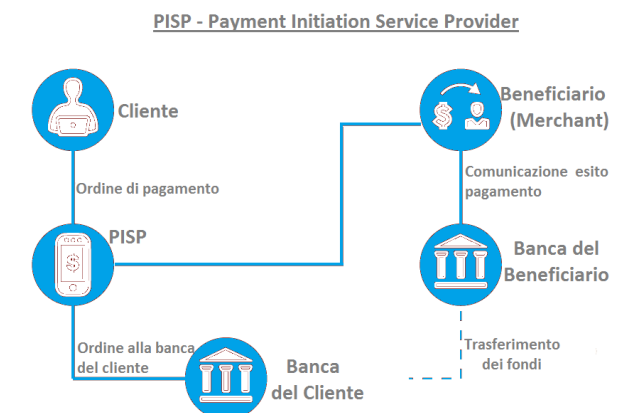 PISP - Payment Initiation Service Provider
Cliente
Beneficiario
(Merchant)
Ordine di pagamento
Comunicazione esito
pagamento
PISP
Banca del
Beneficiario
Ordine alla banca
del cliente
Banca
del Cliente
Trasferimento
dei fondi